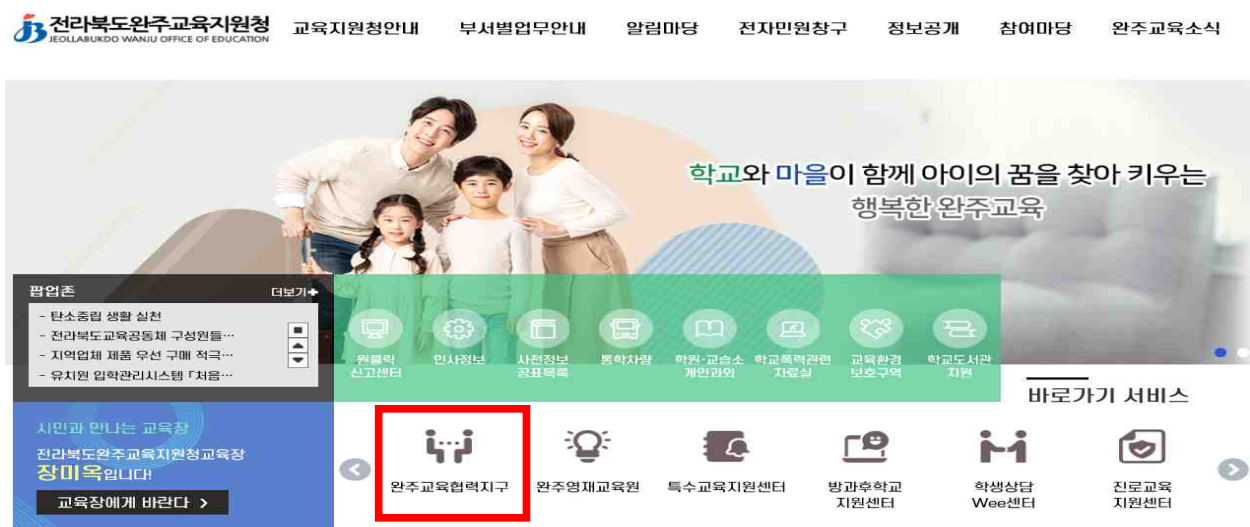 전라북도완주교육지원청
JEOLLABUKDO WANJU OFFICE OF EDUCATION
교육지원청안내 부서별업무안내 알림마당 전자민원창구 정보공개 참여마당 완주교육소식
학교와 마을이 함께 아이의 꿈을 찾아 키우는
행복한 완주교육
팝업존 더보기+
- 탄소중립 생활 실천
- 전라북도교육공동체 구성원들…
- 지역업체 제품 우선 구매 적극…
- 유치원 입학관리시스템 「처음…
원클릭 신고센터
인사정보
사전정보 공표목록
통학차량
학원·교습소 개인과외
학교폭력관련 자료실
교육환경 보호구역
학교도서관 지원
바로가기 서비스
시민과 만나는 교육장
전라북도완주교육지원청교육장
장미옥입니다!
교육장에게 바란다 >
완주교육협력지구
완주영재교육원
특수교육지원센터
방과후학교
지원센터
학생상담
Wee센터
진로교육
지원센터